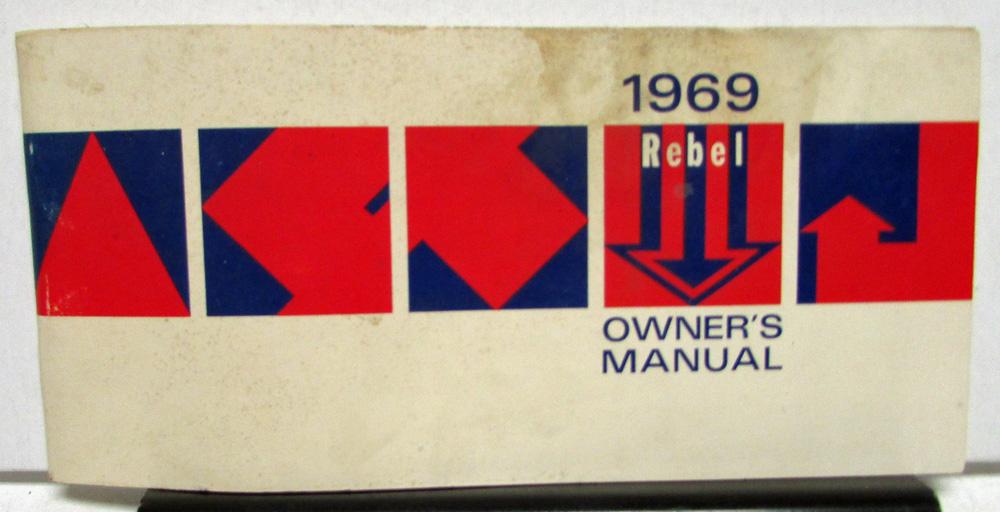 1969
Rebel
OWNER'S
MANUAL